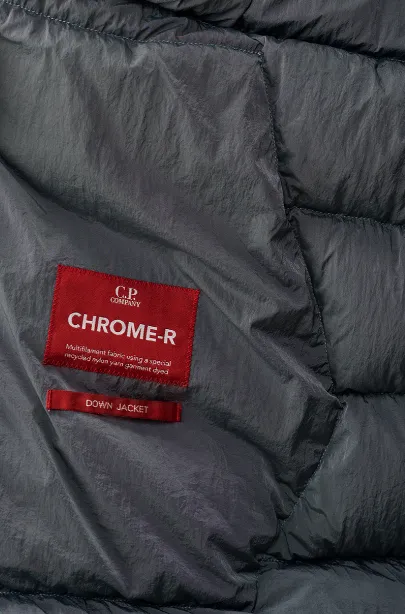 C.P.
COMPANY
CHROME-R
Multifilament fabric using a special
recycled nylon yarn garment dyed
DOWN JACKET